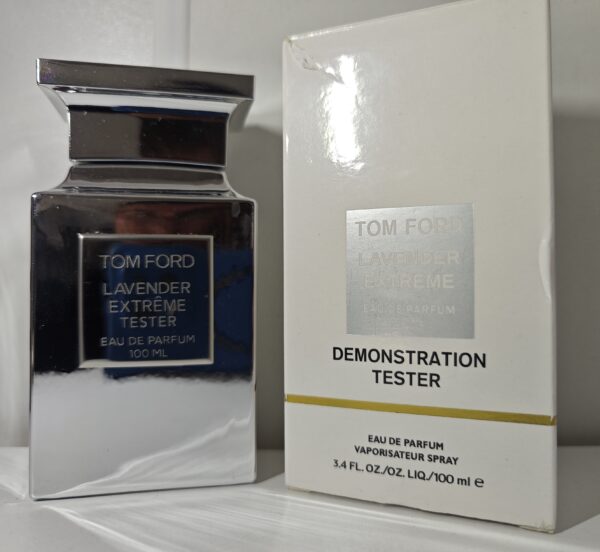 TOM FORD
LAVENDER
EXTRÊME
TESTER
EAU DE PARFUM
100 ML
TOM FORD
LAVENDER
EXTRÊME
EAU DE PARFUM
DEMONSTRATION
TESTER
EAU DE PARFUM
VAPORISATEUR SPRAY
3.4 FL. OZ./OZ. LIQ./100 ml ℮